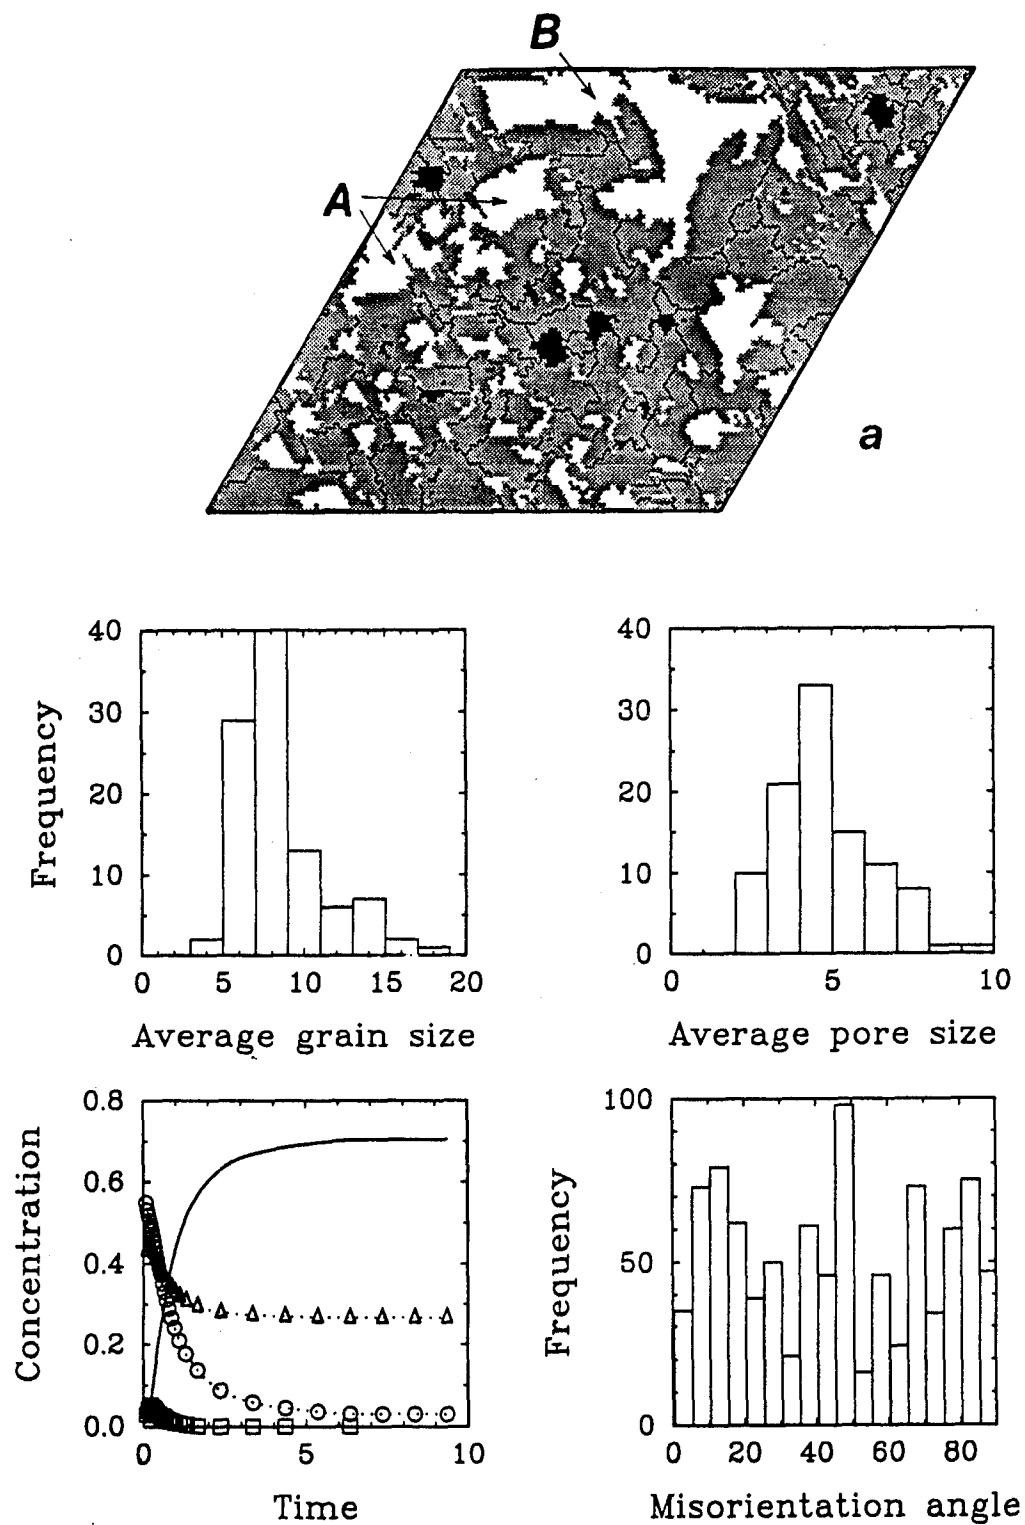 B
A
a
40
30
20
10
0
Frequency
0 5 10 15 20
Average grain size
40
30
20
10
0
0 5 10
Average pore size
0.8
0.6
0.4
0.2
0.0
Concentration
0 5 10
Time
100
50
0
Frequency
0 20 40 60 80
Misorientation angle